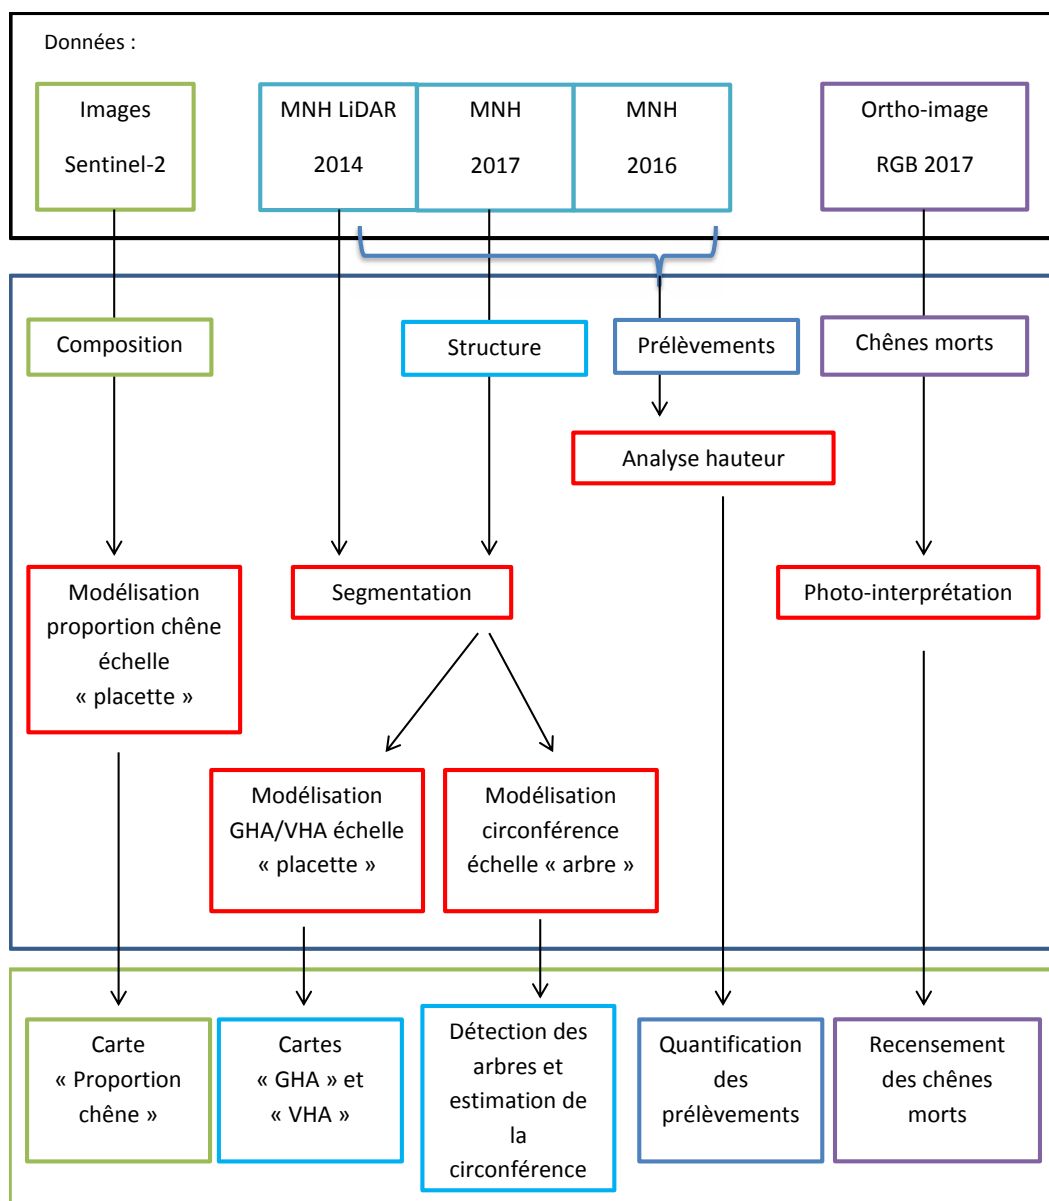 Données :
Images
Sentinel-2
MNH LiDAR
2014
MNH
2017
MNH
2016
Ortho-image
RGB 2017
Composition
Structure
Prélèvements
Chênes morts
Analyse hauteur
Modélisation
proportion chêne
échelle
« placette »
Segmentation
Photo-interprétation
Modélisation
GHA/VHA échelle
« placette »
Modélisation
circonférence
échelle « arbre »
Carte
« Proportion
chêne »
Cartes
« GHA » et
« VHA »
Détection des
arbres et
estimation de
la
circonférence
Quantification
des
prélèvements
Recensement
des chênes
morts